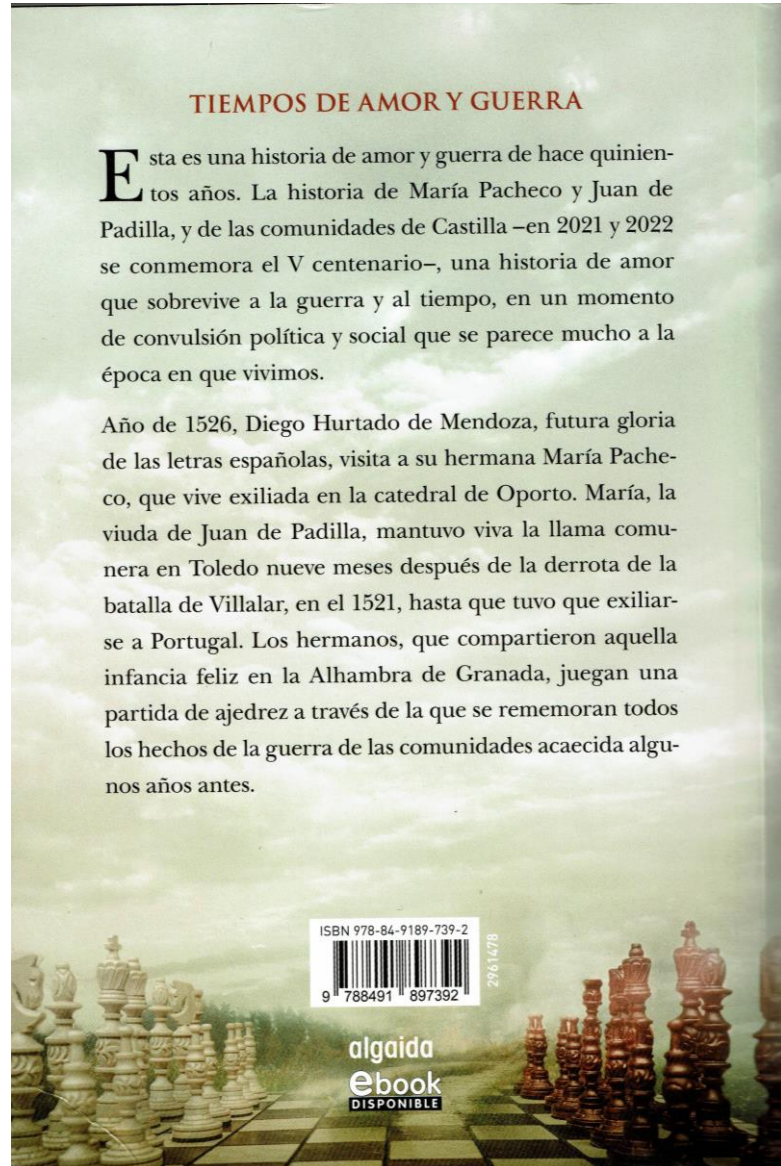 TIEMPOS DE AMOR Y GUERRA
Esta es una historia de amor y guerra de hace quinien-
tos años. La historia de María Pacheco y Juan de
Padilla, y de las comunidades de Castilla –en 2021 y 2022
se conmemora el V centenario–, una historia de amor
que sobrevive a la guerra y al tiempo, en un momento
de convulsión política y social que se parece mucho a la
época en que vivimos.
Año de 1526, Diego Hurtado de Mendoza, futura gloria
de las letras españolas, visita a su hermana María Pache-
co, que vive exiliada en la catedral de Oporto. María, la
viuda de Juan de Padilla, mantuvo viva la llama comu-
nera en Toledo nueve meses después de la derrota de la
batalla de Villalar, en el 1521, hasta que tuvo que exiliar-
se a Portugal. Los hermanos, que compartieron aquella
infancia feliz en la Alhambra de Granada, juegan una
partida de ajedrez a través de la que se rememoran todos
los hechos de la guerra de las comunidades acaecida algu-
nos años antes.
ISBN 978-84-9189-739-2
9 788491 897392
2961478
algaida
ebook
DISPONIBLE